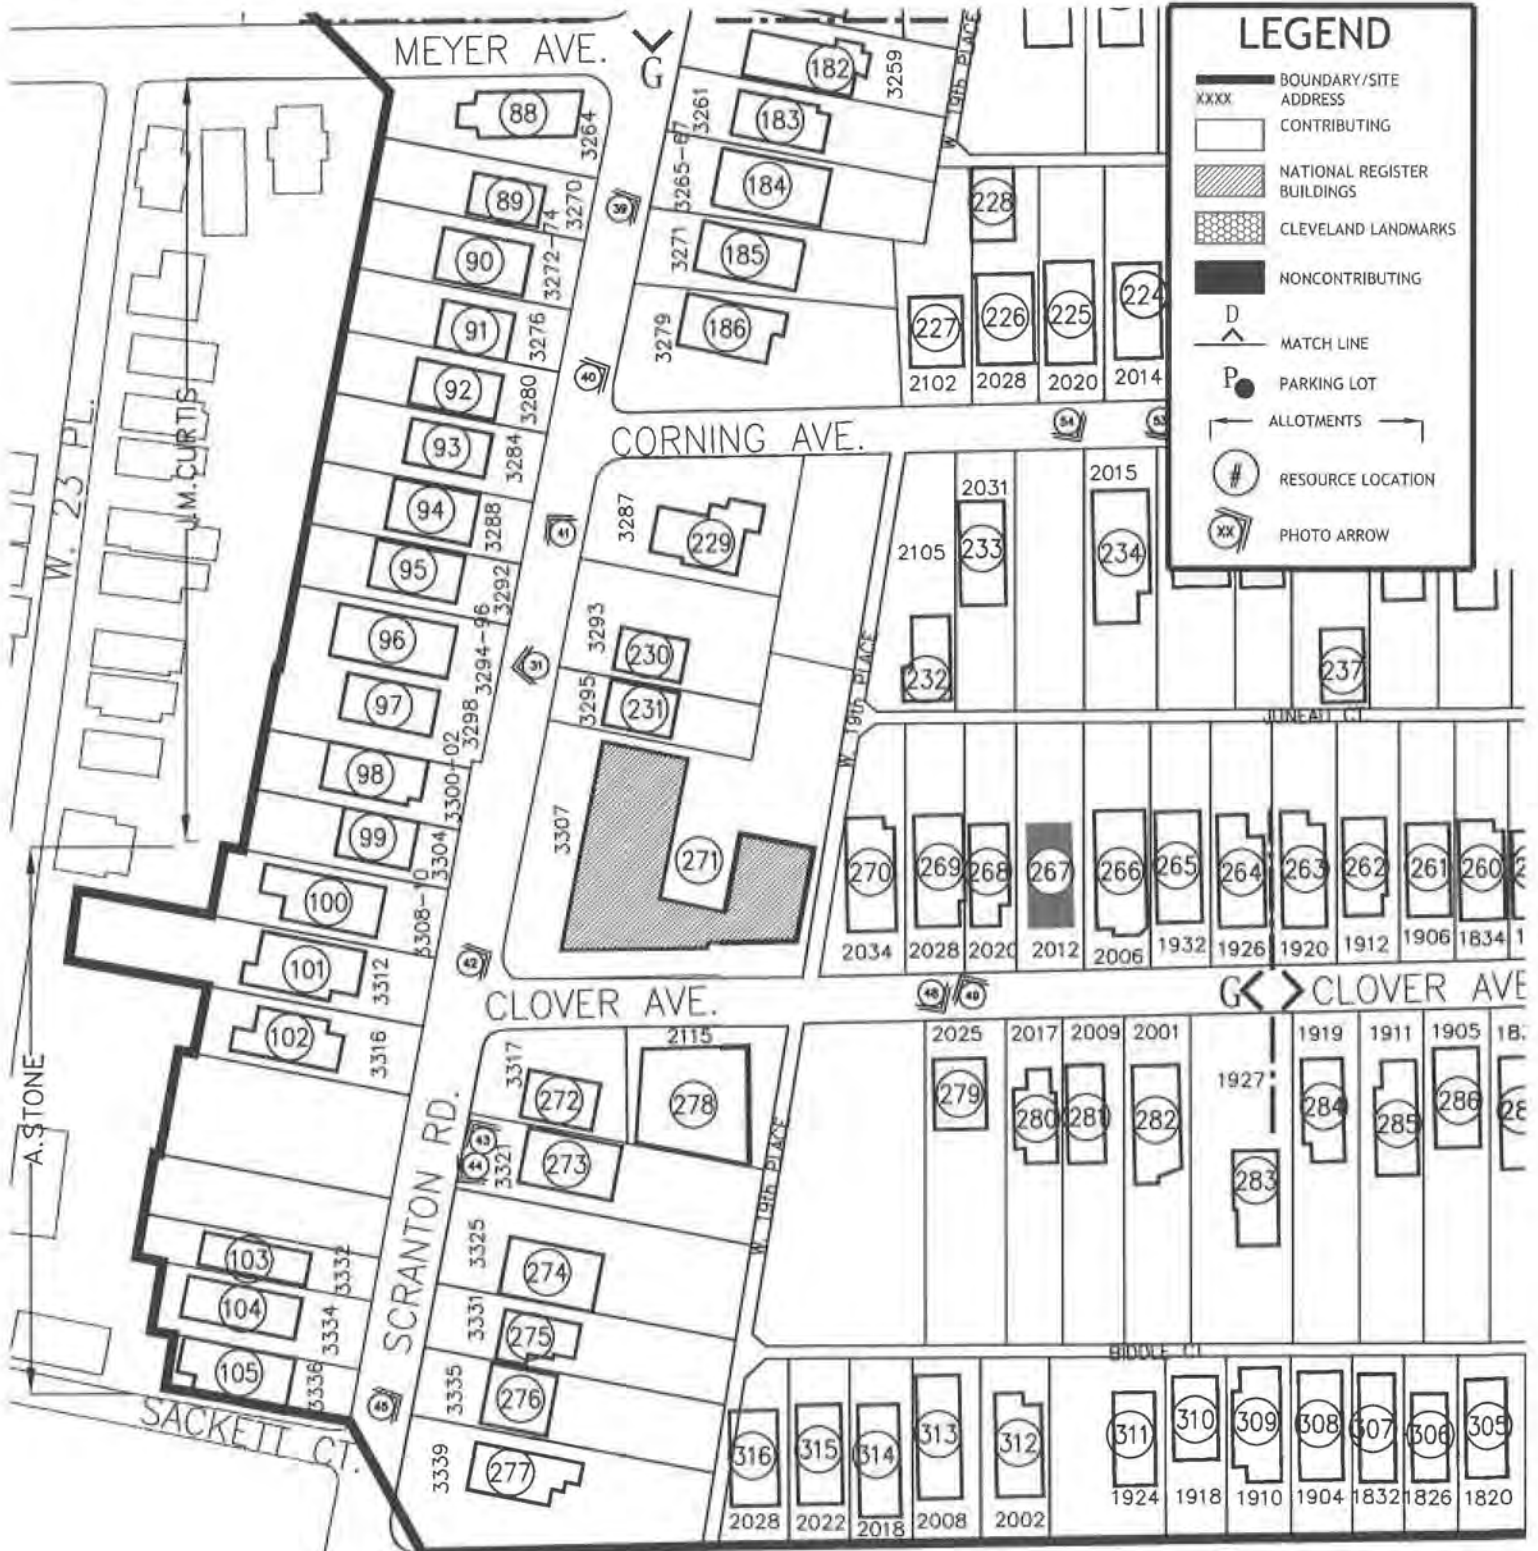 LEGEND
BOUNDARY/SITE
XXXX ADDRESS
CONTRIBUTING
NATIONAL REGISTER
BUILDINGS
CLEVELAND LANDMARKS
NONCONTRIBUTING
D
MATCH LINE
P PARKING LOT
ALLOTMENTS
# RESOURCE LOCATION
XX PHOTO ARROW
MEYER AVE.
G
W. 19th PLACE
W. 23 PL.
J.M.CURTIS
A.STONE
SCRANTON RD.
CORNING AVE.
W. 19th PLACE
JUNEAU CT.
CLOVER AVE.
G
CLOVER AVE
W. 19th PLACE
BIDDLE CT.
SACKETT CT.
88 3264
89 3270
90 3272-74
91 3276
92 3280
93 3284
94 3288
95 3292
96 3294-96
97 3298
98 3300-02
99 3304
100 3308-10
101 3312
102 3316
103 3332
104 3334
105 3336
182 3259
183 3261
184 3265-67
185 3271
186 3279
39
40
41
31
42
43
44
45
228
227 226 225 224
2102 2028 2020 2014
54 53
3287 229
3293 230
3295 231
3307 271
2031 2015
2105 233 234
232 237
270 269 268 267 266 265 264 263 262 261 260
2034 2028 2020 2012 2006 1932 1926 1920 1912 1906 1834
48 49
3317 272
2115 278
3321 273
3325 274
3331 275
3335 276
3339 277
2025 2017 2009 2001 1919 1911 1905
1927
279 280 281 282 283 284 285 286
316 315 314 313 312 311 310 309 308 307 306 305
2028 2022 2018 2008 2002 1924 1918 1910 1904 1832 1826 1820